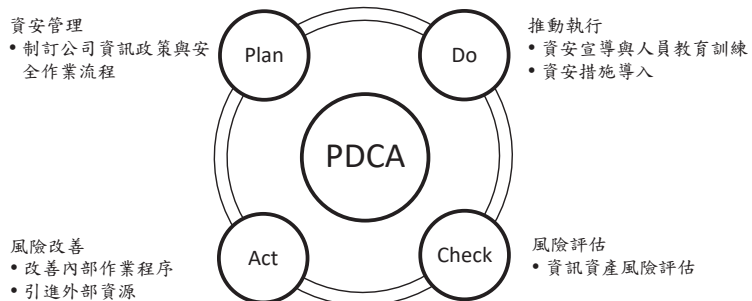 資安管理
• 制訂公司資訊政策與安
全作業流程
Plan
Do
推動執行
• 資安宣導與人員教育訓練
• 資安措施導入
PDCA
風險改善
• 改善內部作業程序
• 引進外部資源
Act
Check
風險評估
• 資訊資產風險評估